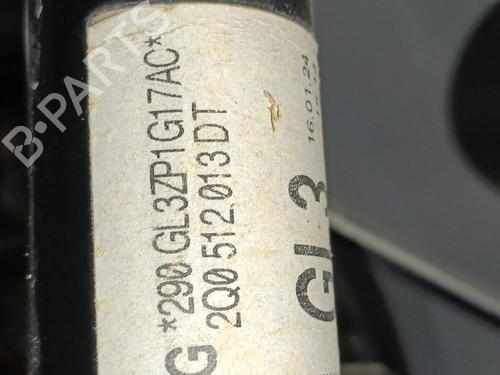 *290 GL3ZP1G17AC*
2Q0 512 013 DT
G
GL3
16.01.24
B-PARTS